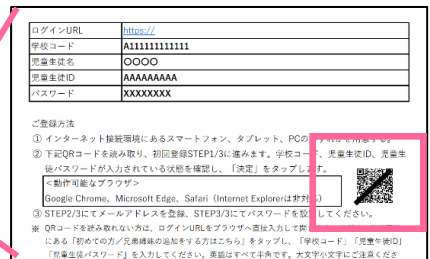 ログインURL https://
学校コード A111111111111
児童生徒名 〇〇〇〇
児童生徒ID AAAAAAAAA
パスワード XXXXXXXX
ご登録方法
① インターネット接続環境にあるスマートフォン、タブレット、PCの
② 下記QRコードを読み取り、初回登録STEP1/3に進みます。学校コード、児童生徒ID、児童生
徒パスワードが入力されている状態を確認し、「決定」をタップします。
<動作可能なブラウザ>
Google Chrome、Microsoft Edge、Safari（Internet Explorerは非対応）
③ STEP2/3にてメールアドレスを登録、STEP3/3にてパスワードを設定してください。
※ QRコードを読み取れない方は、ログインURLをブラウザへ直接入力して
にある「初めての方／兄弟姉妹の追加をする方はこちら」をタップし、「学校コード」「児童生徒ID」
「児童生徒パスワード」を入力してください。英語はすべて半角です。大文字小文字にご注意くださ